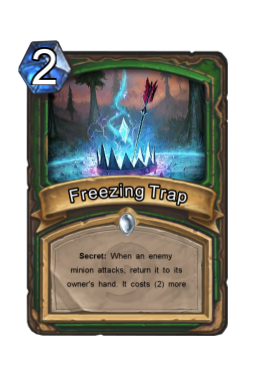 2
Freezing Trap
Secret: When an enemy
minion attacks, return it to its
owner's hand. It costs (2) more